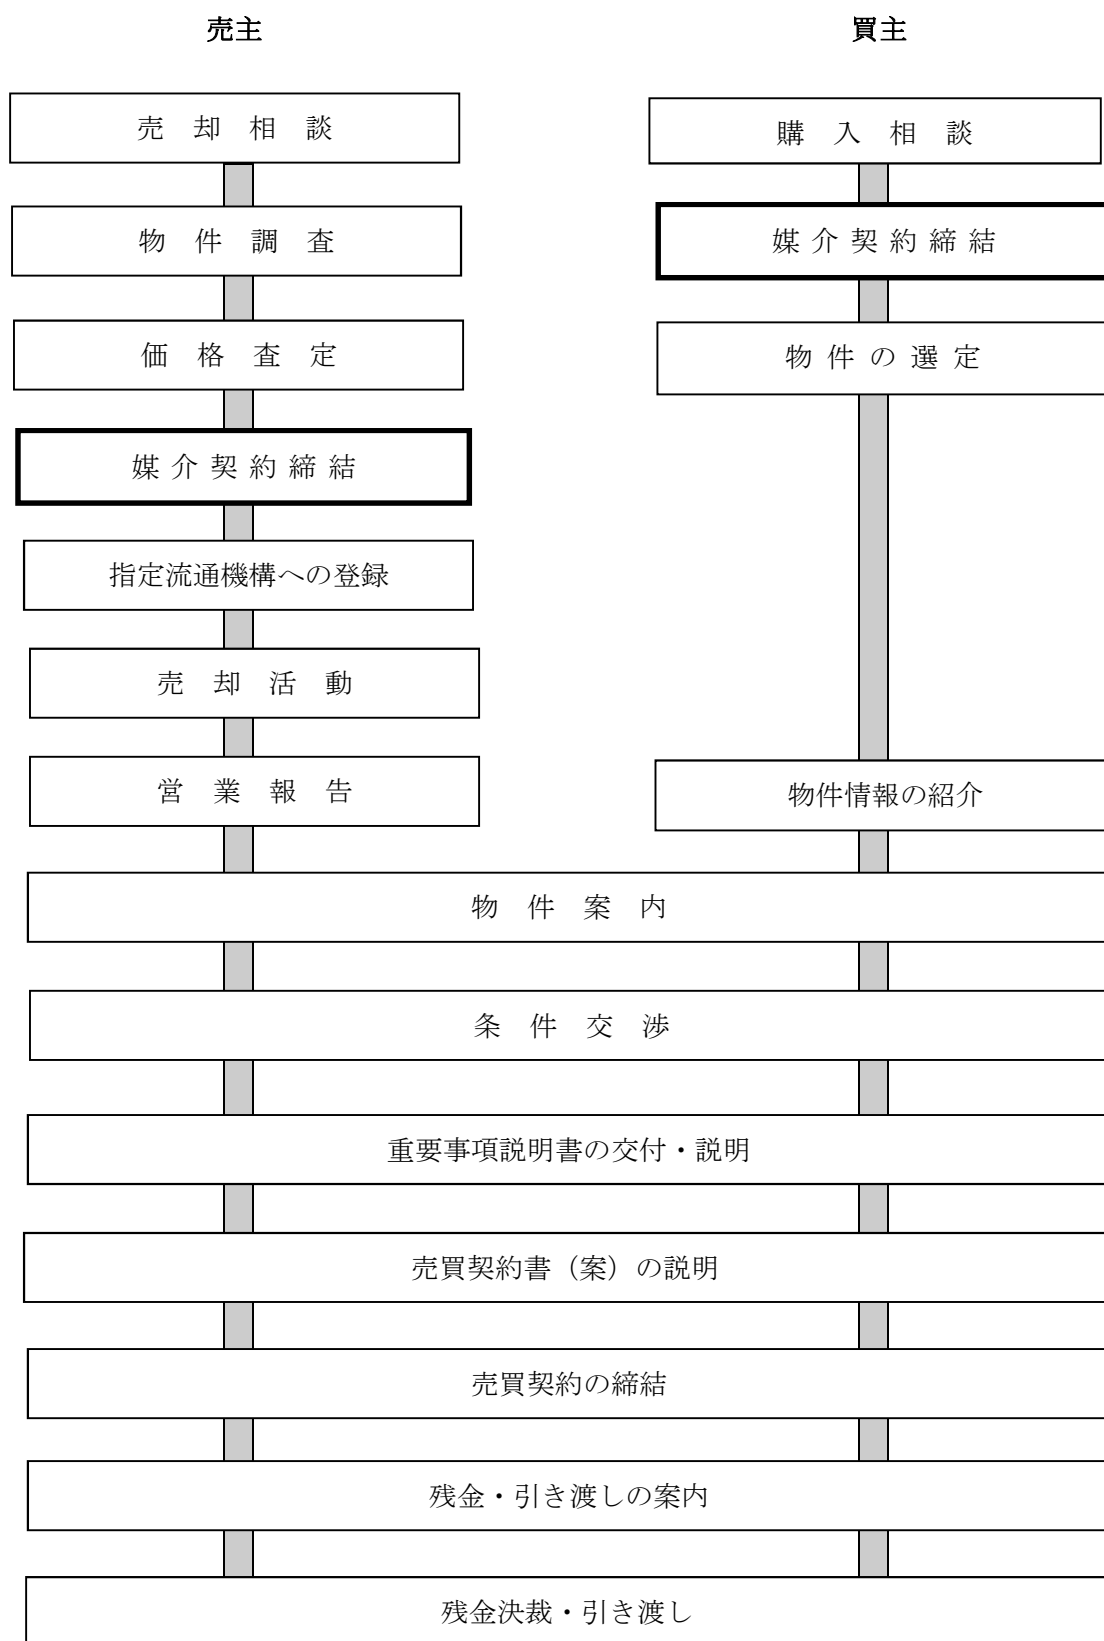 売主
買主
売却相談
購入相談
物件調査
媒介契約締結
価格査定
物件の選定
媒介契約締結
指定流通機構への登録
売却活動
営業報告
物件情報の紹介
物件案内
条件交渉
重要事項説明書の交付・説明
売買契約書（案）の説明
売買契約の締結
残金・引き渡しの案内
残金決裁・引き渡し